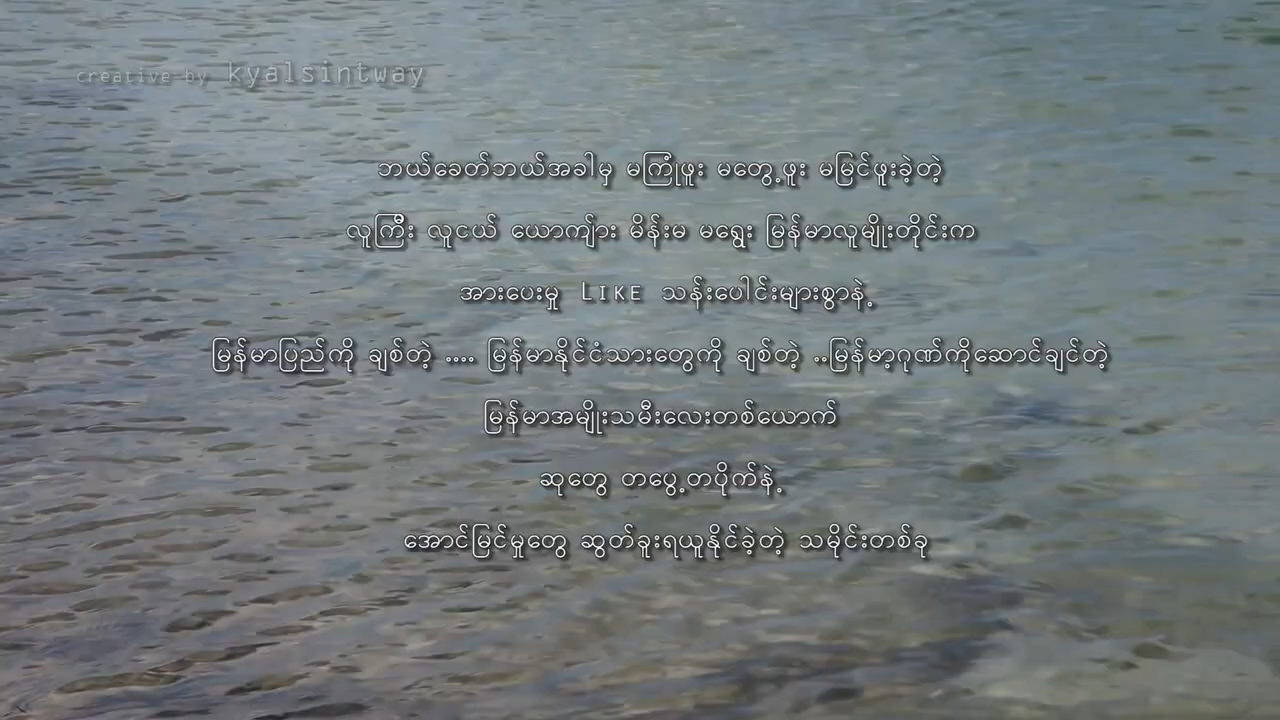 creative-by kyalsintway
ဘယ်ခေတ်ဘယ်အခါမှ မကြုံဖူး မတွေ့ဖူး မမြင်ဖူးခဲ့တဲ့
လူကြီး လူငယ် ယောကျ်ား မိန်းမ မရွေး မြန်မာလူမျိုးတိုင်းက
အားပေးမှု LIKE သန်းပေါင်းများစွာနဲ့
မြန်မာပြည်ကို ချစ်တဲ့ .... မြန်မာနိုင်ငံသားတွေကို ချစ်တဲ့ ..မြန်မာ့ဂုဏ်ကိုဆောင်ချင်တဲ့
မြန်မာအမျိုးသမီးလေးတစ်ယောက်
ဆုတွေ တပွေ့တပိုက်နဲ့
အောင်မြင်မှုတွေ ဆွတ်ခူးရယူနိုင်ခဲ့တဲ့ သမိုင်းတစ်ခု